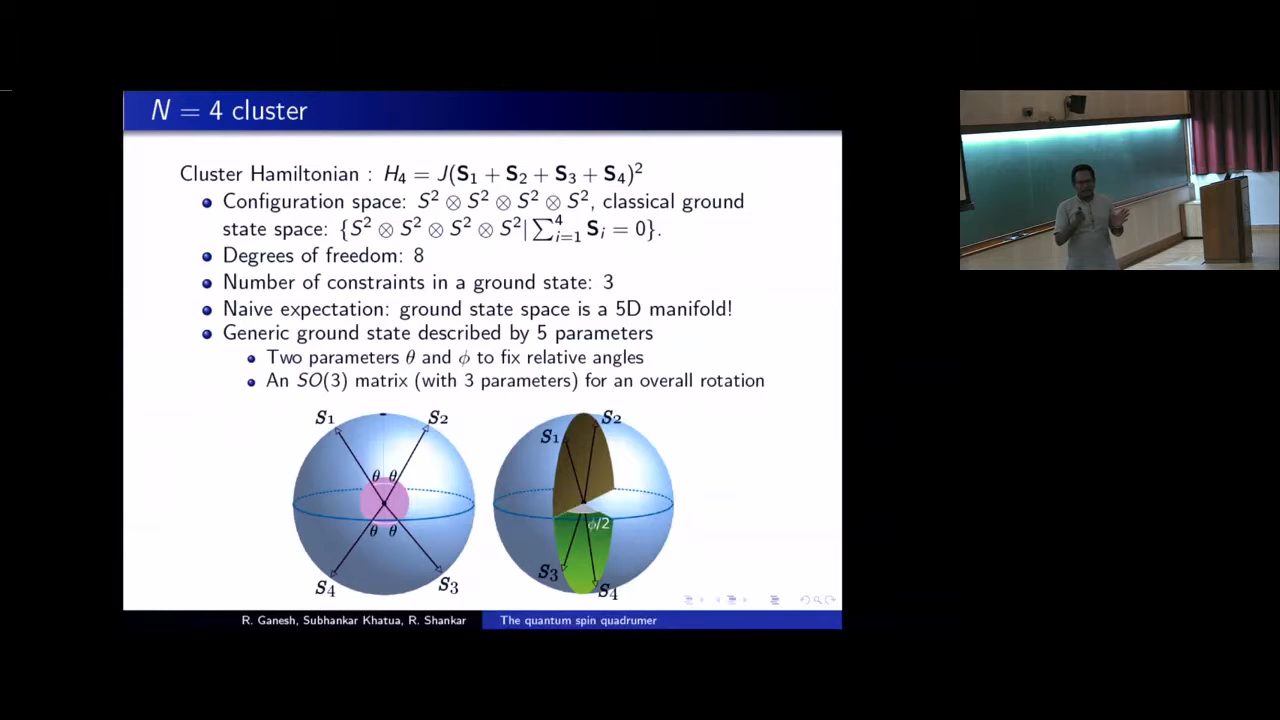 N = 4 cluster
Cluster Hamiltonian : H₄ = J(S₁ + S₂ + S₃ + S₄)²
Configuration space: S² ⊗ S² ⊗ S² ⊗ S², classical ground
state space: {S² ⊗ S² ⊗ S² ⊗ S²| ∑⁴ᵢ₌₁ Sᵢ = 0}.
Degrees of freedom: 8
Number of constraints in a ground state: 3
Naive expectation: ground state space is a 5D manifold!
Generic ground state described by 5 parameters
Two parameters θ and ϕ to fix relative angles
An SO(3) matrix (with 3 parameters) for an overall rotation
S₁ S₂
θ θ
θ θ
S₄ S₃
S₁ S₂
ϕ/2
S₃ S₄
R. Ganesh, Subhankar Khatua, R. Shankar
The quantum spin quadrumer